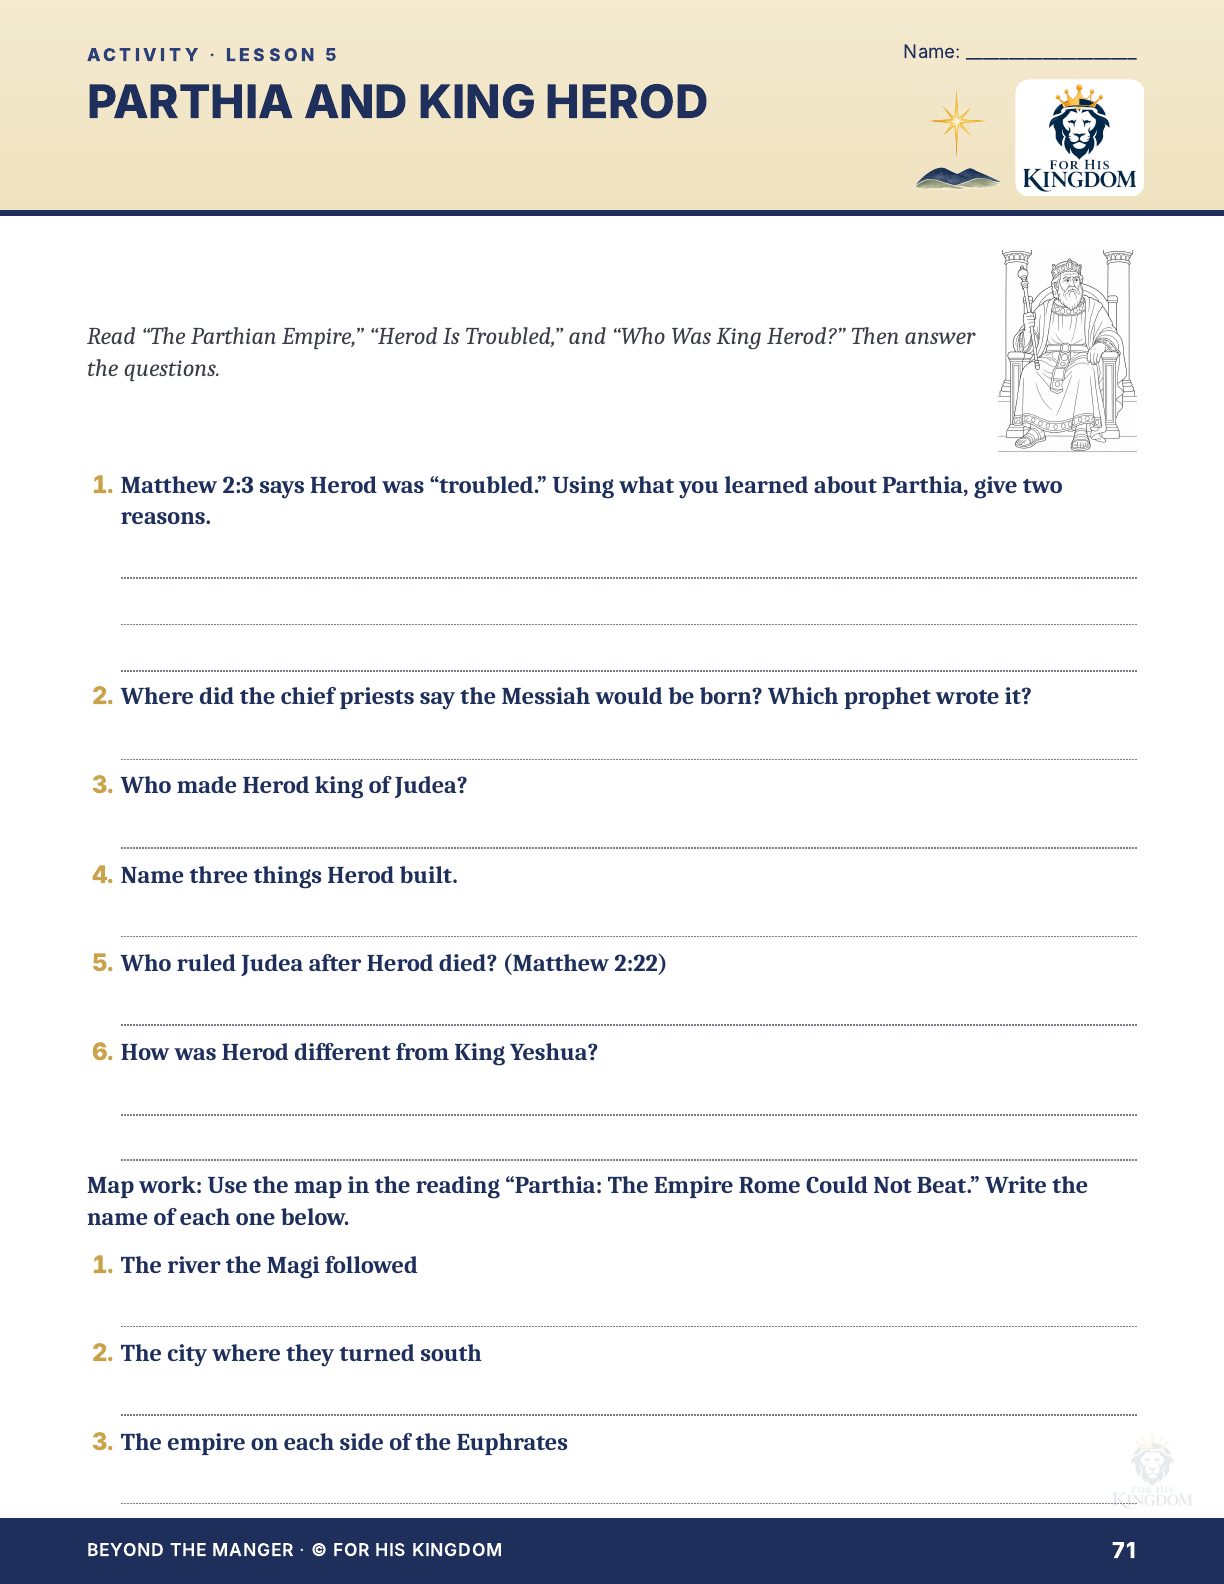 ACTIVITY · LESSON 5
Name: ___________________
PARTHIA AND KING HEROD
FOR HIS
KINGDOM
Read “The Parthian Empire,” “Herod Is Troubled,” and “Who Was King Herod?” Then answer
the questions.
1. Matthew 2:3 says Herod was “troubled.” Using what you learned about Parthia, give two
reasons.
2. Where did the chief priests say the Messiah would be born? Which prophet wrote it?
3. Who made Herod king of Judea?
4. Name three things Herod built.
5. Who ruled Judea after Herod died? (Matthew 2:22)
6. How was Herod different from King Yeshua?
Map work: Use the map in the reading “Parthia: The Empire Rome Could Not Beat.” Write the
name of each one below.
1. The river the Magi followed
2. The city where they turned south
3. The empire on each side of the Euphrates
FOR HIS
KINGDOM
BEYOND THE MANGER · © FOR HIS KINGDOM
71